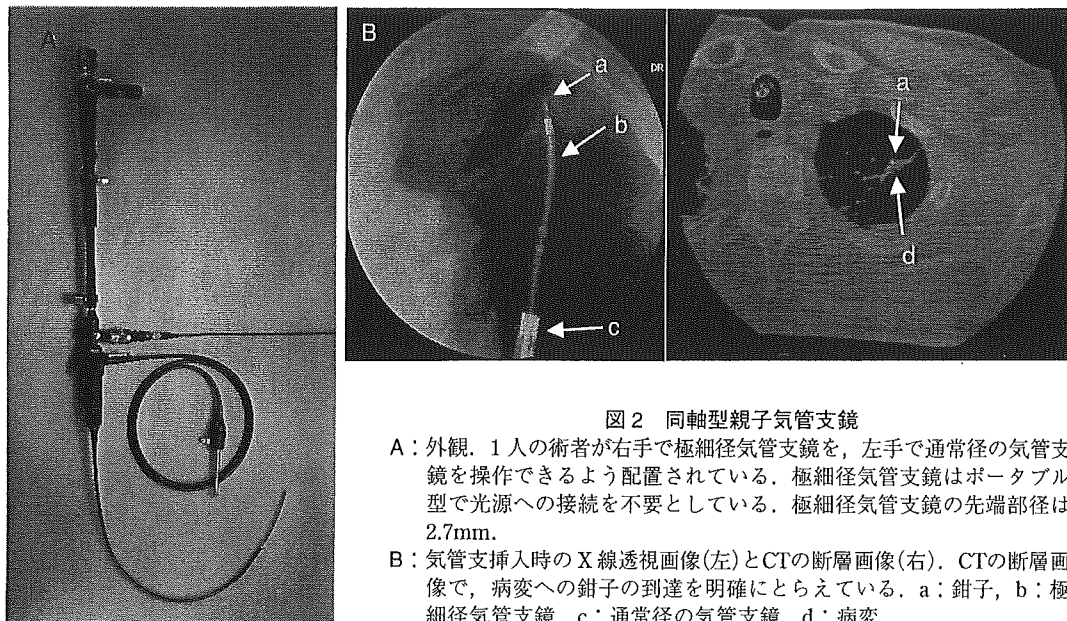 A
B
a
DR
b
c
a
d
図2 同軸型親子気管支鏡
A：外観．1人の術者が右手で極細径気管支鏡を，左手で通常径の気管支
鏡を操作できるよう配置されている．極細径気管支鏡はポータブル
型で光源への接続を不要としている．極細径気管支鏡の先端部径は
2.7mm．
B：気管支挿入時のX線透視画像(左)とCTの断層画像(右)．CTの断層画
像で，病変への鉗子の到達を明確にとらえている．a：鉗子，b：極
細径気管支鏡，c：通常径の気管支鏡，d：病変